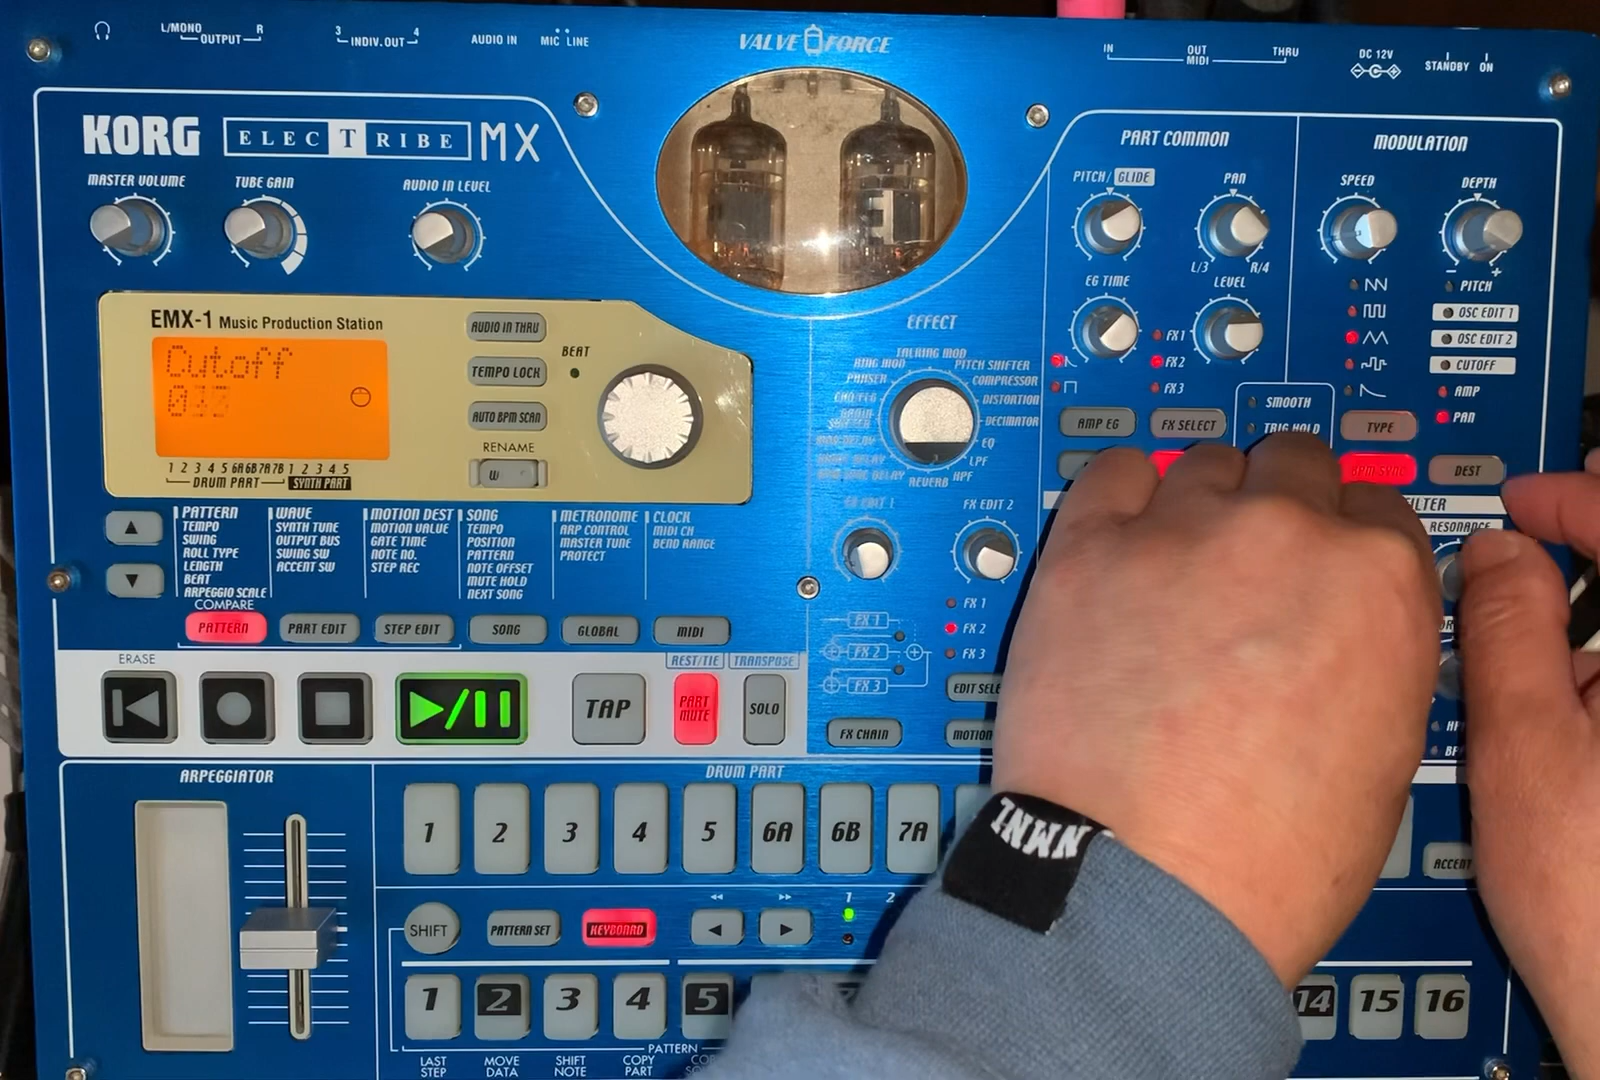 L/MONO OUTPUT R
3 INDIV.OUT 4
AUDIO IN
MIC LINE
VALVE FORCE
IN OUT THRU
MIDI
DC 12V
STANDBY ON
KORG ELECTRIBE MX
MASTER VOLUME
TUBE GAIN
AUDIO IN LEVEL
PART COMMON
MODULATION
PITCH/GLIDE
PAN
SPEED
DEPTH
L/3 R/4
- +
EG TIME
LEVEL
PITCH
OSC EDIT 1
OSC EDIT 2
CUTOFF
AMP
PAN
FX1
FX2
FX3
AMP EG
FX SELECT
SMOOTH
TRIG HOLD
TYPE
BPM SYNC
DEST
EMX-1 Music Production Station
Cutoff
AUDIO IN THRU
TEMPO LOCK
AUTO BPM SCAN
RENAME
W
BEAT
1 2 3 4 5 6A 6B 7A 7B 1 2 3 4 5
DRUM PART SYNTH PART
EFFECT
TALKING MOD
RING MOD
PITCH SHIFTER
PHASER
COMPRESSOR
CHO/FLG
DISTORTION
GRAIN SHIFTER
DECIMATOR
MOD DELAY
EQ
LPF
HPF
REVERB
FX EDIT 2
PATTERN
TEMPO
SWING
ROLL TYPE
LENGTH
BEAT
ARPEGGIO SCALE
WAVE
SYNTH TUNE
OUTPUT BUS
SWING SW
ACCENT SW
MOTION DEST
MOTION VALUE
GATE TIME
NOTE NO.
STEP REC
SONG
TEMPO
POSITION
PATTERN
NOTE OFFSET
MUTE HOLD
NEXT SONG
METRONOME
ARP CONTROL
MASTER TUNE
PROTECT
CLOCK
MIDI CH
BEND RANGE
COMPARE
PATTERN
PART EDIT
STEP EDIT
SONG
GLOBAL
MIDI
FX 1
FX 2
FX 3
FX 1
FX 2
FX 3
RESONANCE
ERASE
TAP
REST/TIE
PART MUTE
TRANSPOSE
SOLO
FX CHAIN
MOTION
ARPEGGIATOR
DRUM PART
1 2 3 4 5 6A 6B 7A
ACCENT
NMNL
SHIFT
PATTERN SET
KEYBOARD
1 2
1 2 3 4 5 14 15 16
PATTERN
LAST STEP
MOVE DATA
SHIFT NOTE
COPY PART